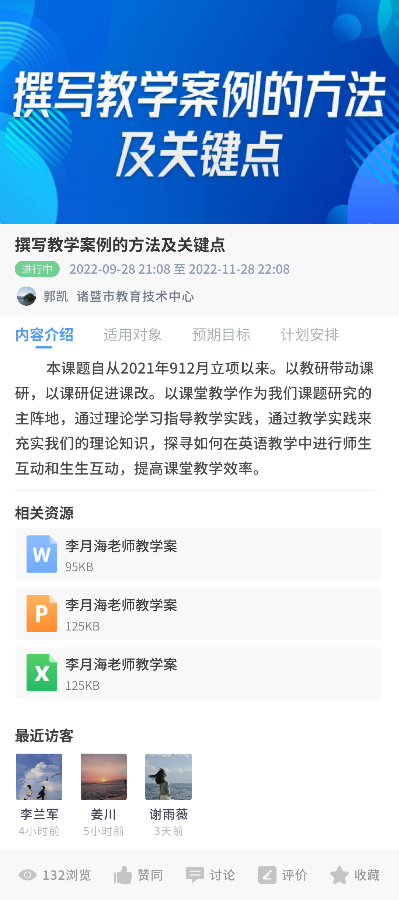 撰写教学案例的方法
及关键点
撰写教学案例的方法及关键点
进行中 2022-09-28 21:08 至 2022-11-28 22:08
郭凯 诸暨市教育技术中心
内容介绍 适用对象 预期目标 计划安排
本课题自从2021年912月立项以来。以教研带动课
研，以课研促进课改。以课堂教学作为我们课题研究的
主阵地，通过理论学习指导教学实践，通过教学实践来
充实我们的理论知识，探寻如何在英语教学中进行师生
互动和生生互动，提高课堂教学效率。
相关资源
W
李月海老师教学案
95KB
P
李月海老师教学案
125KB
X
李月海老师教学案
125KB
最近访客
李兰军 姜川 谢雨薇
4小时前 5小时前 3天前
132浏览 赞同 讨论 评价 收藏